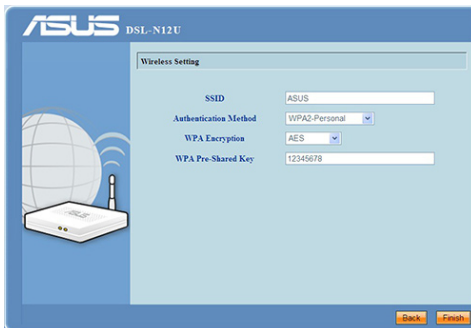 ASUS DSL-N12U
Wireless Setting
SSID ASUS
Authentication Method WPA2-Personal
WPA Encryption AES
WPA Pre-Shared Key 12345678
ASUS
Back Finish